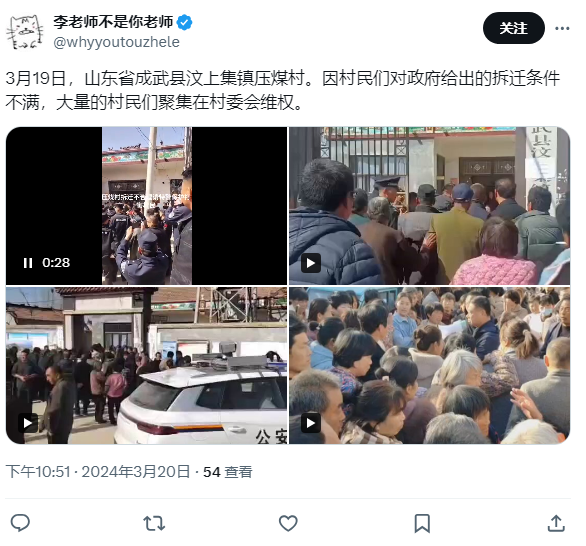 李老师不是你老师
@whyyoutouzhele
关注
3月19日，山东省成武县汶上集镇压煤村。因村民们对政府给出的拆迁条件
不满，大量的村民们聚集在村委会维权。
0:28
武县汶
公安
下午10:51 · 2024年3月20日 · 54 查看